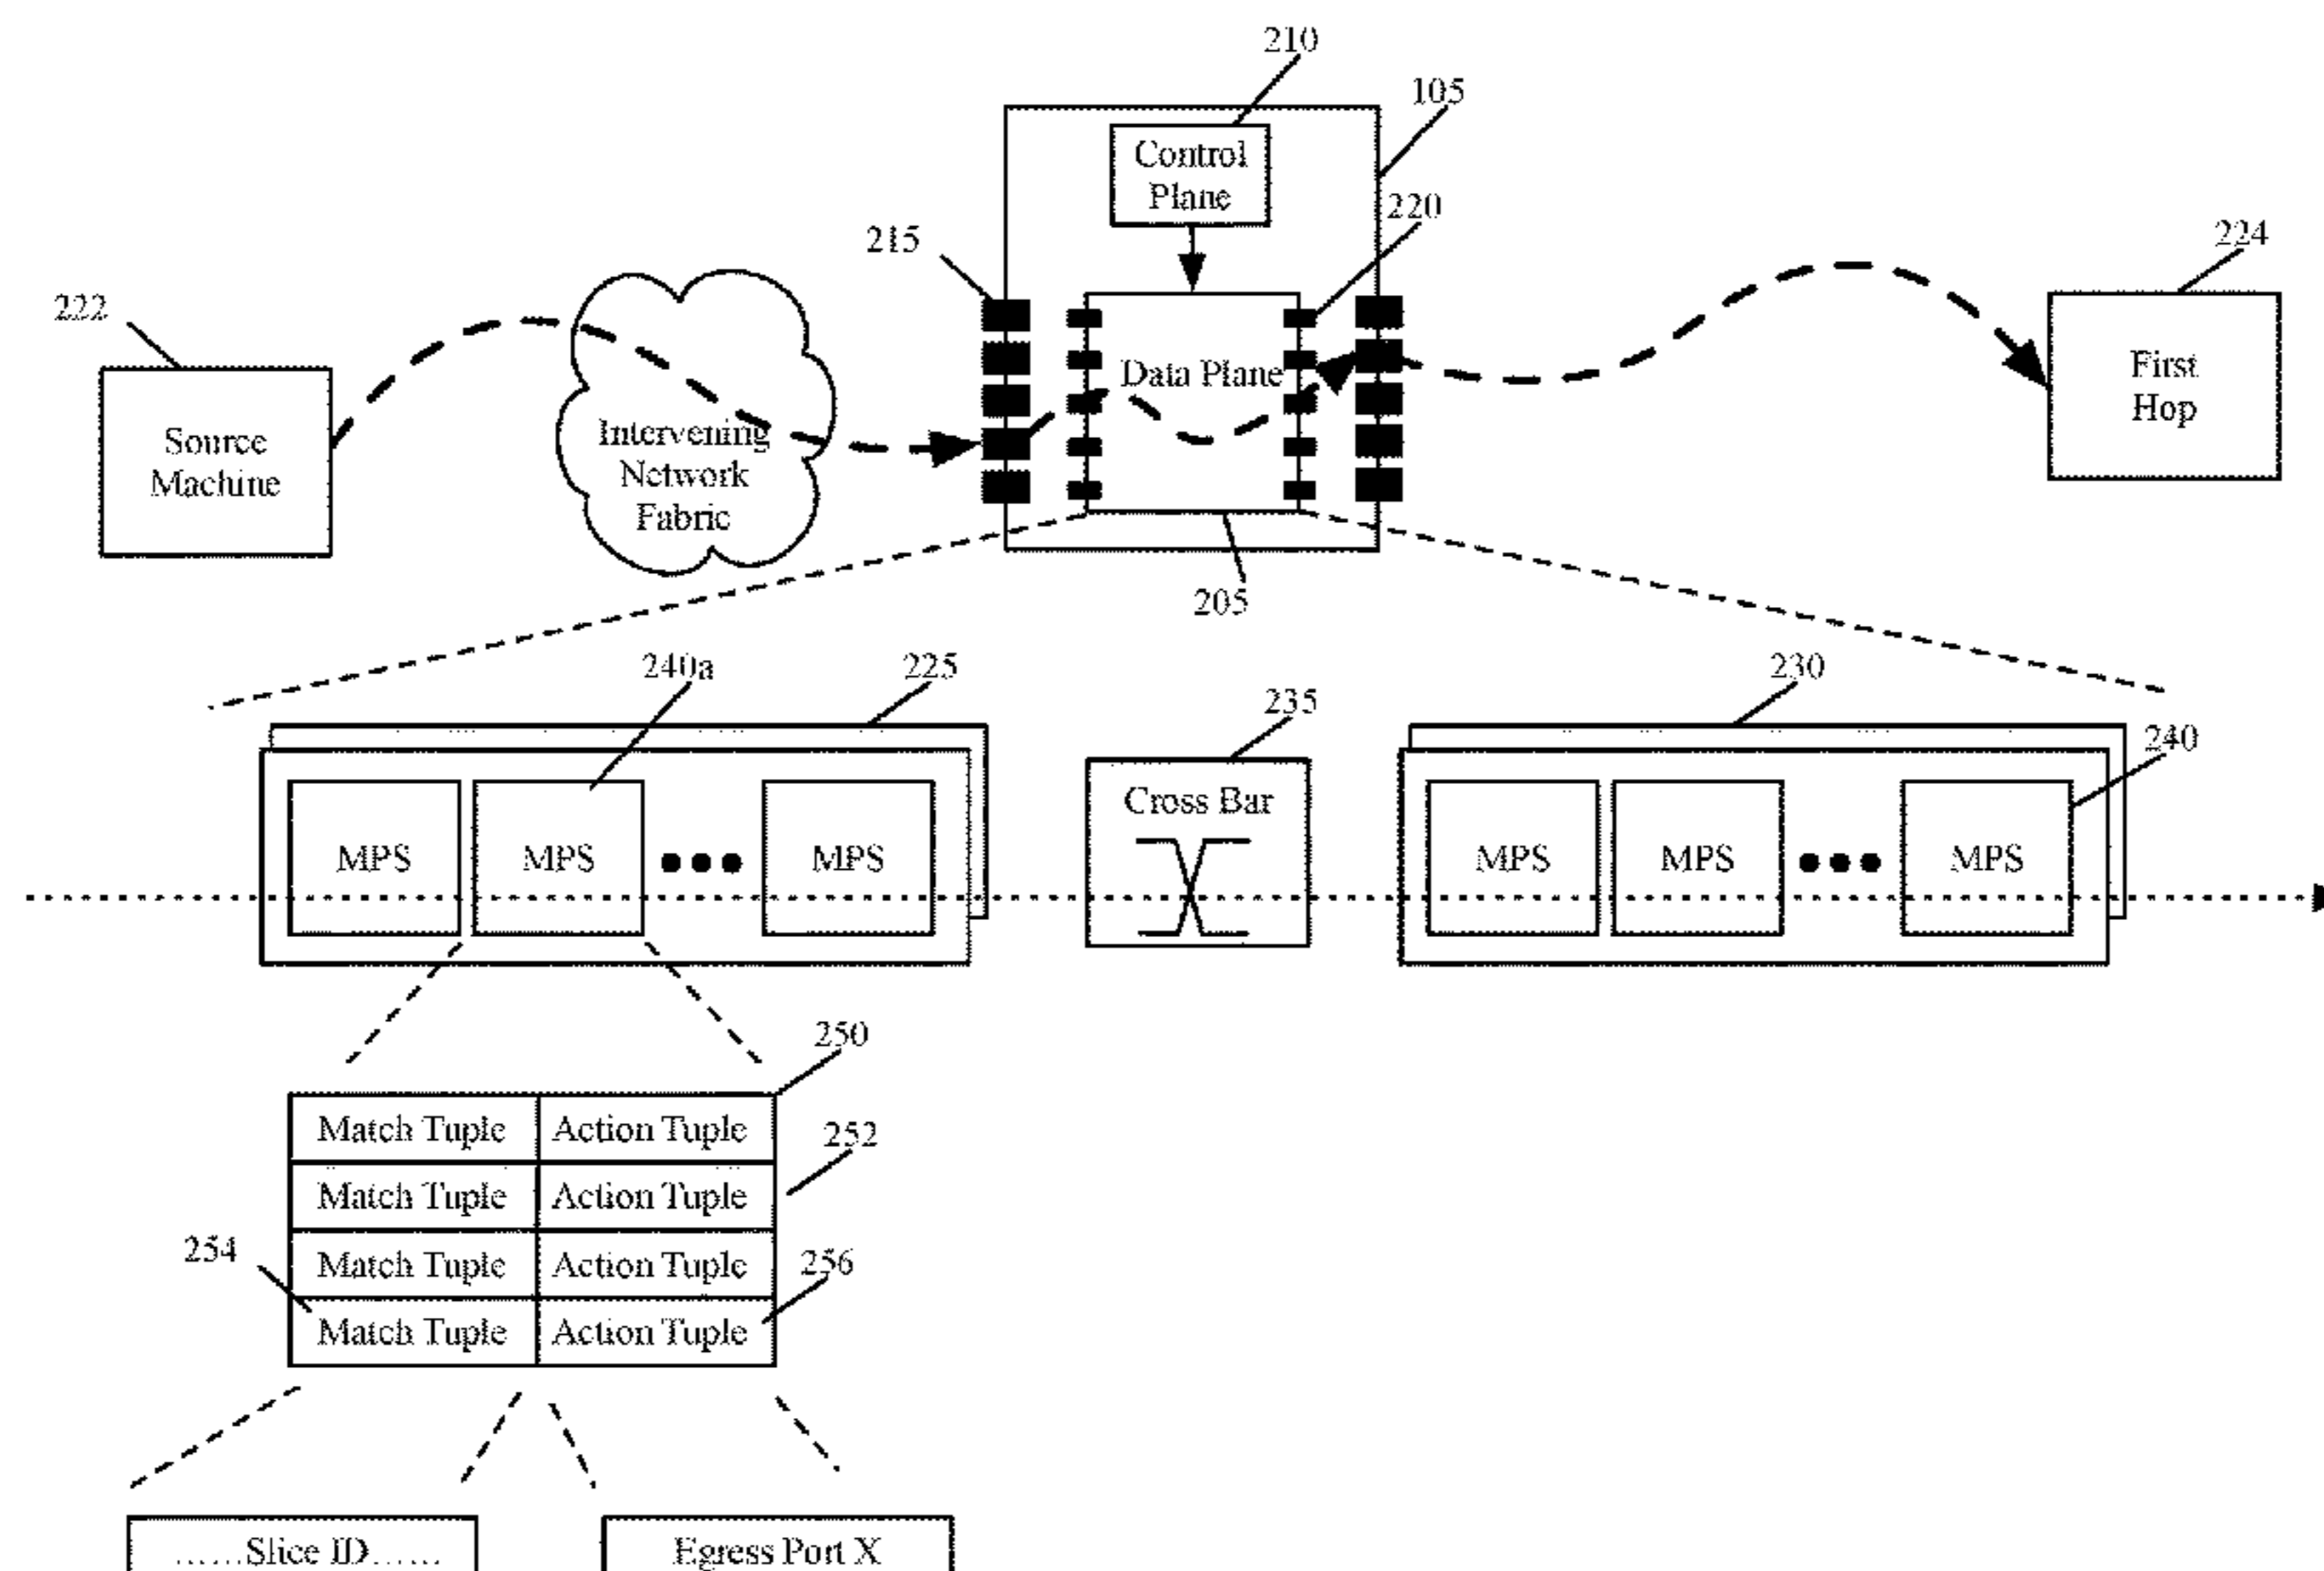 210
105
Control
Plane
220
215
224
222
Data Plane
First
Hop
Source
Machine
Intervening
Network
Fabric
205
240a
225
235
230
240
Cross Bar
MPS MPS MPS MPS MPS MPS
250
Match Tuple Action Tuple
252
Match Tuple Action Tuple
254
Match Tuple Action Tuple
256
Match Tuple Action Tuple
......Slice ID...... Egress Port X